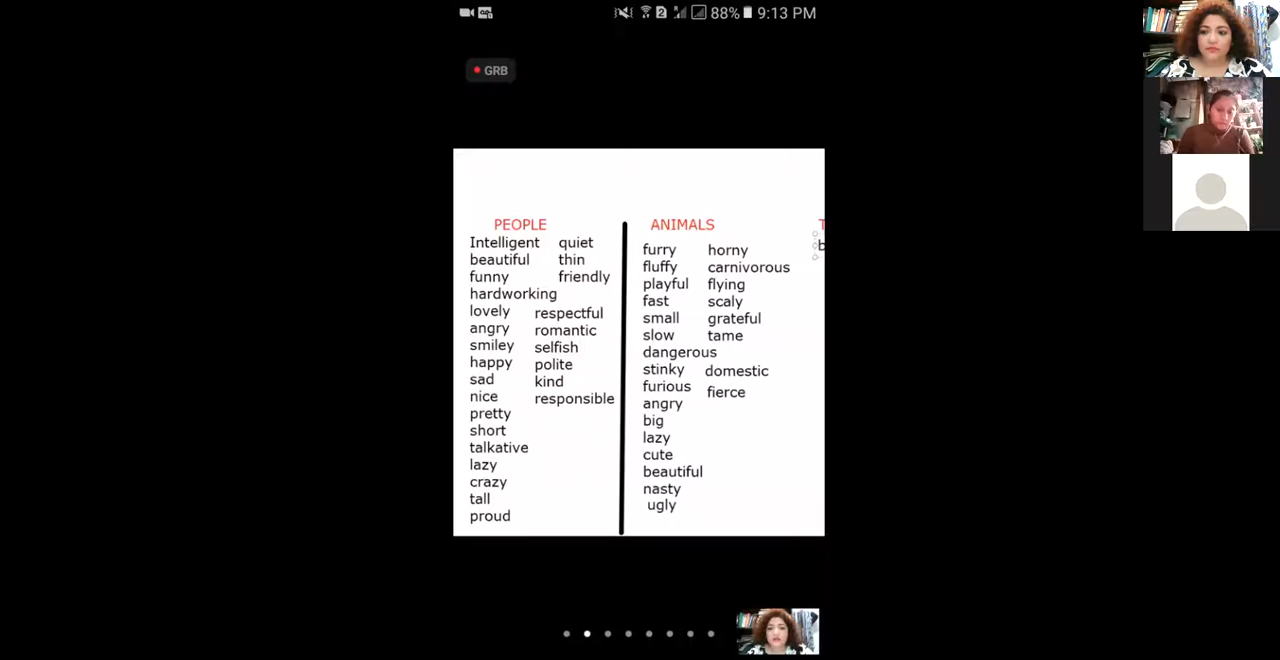 88% 9:13 PM
GRB
PEOPLE
Intelligent quiet
beautiful thin
funny friendly
hardworking
lovely respectful
angry romantic
smiley selfish
happy polite
sad kind
nice responsible
pretty
short
talkative
lazy
crazy
tall
proud
ANIMALS
furry horny
fluffy carnivorous
playful flying
fast scaly
small grateful
slow tame
dangerous
stinky domestic
furious fierce
angry
big
lazy
cute
beautiful
nasty
ugly